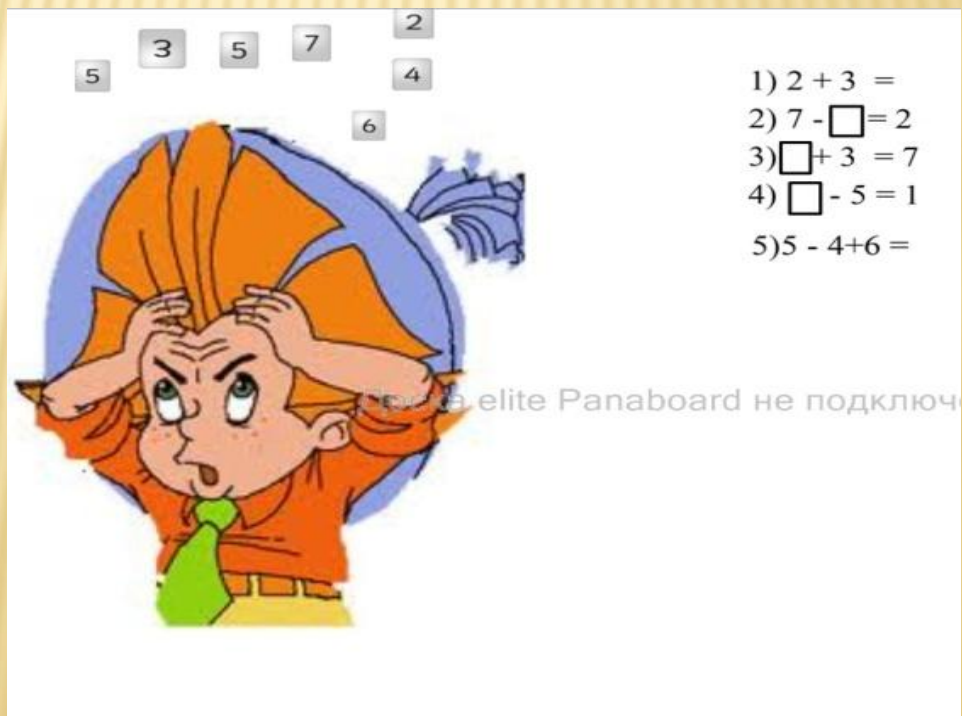 2
3 5 7
5 4
6
1) 2 + 3 =
2) 7 - □ = 2
3) □ + 3 = 7
4) □ - 5 = 1
5)5 - 4+6 =
elite Panaboard не подключ